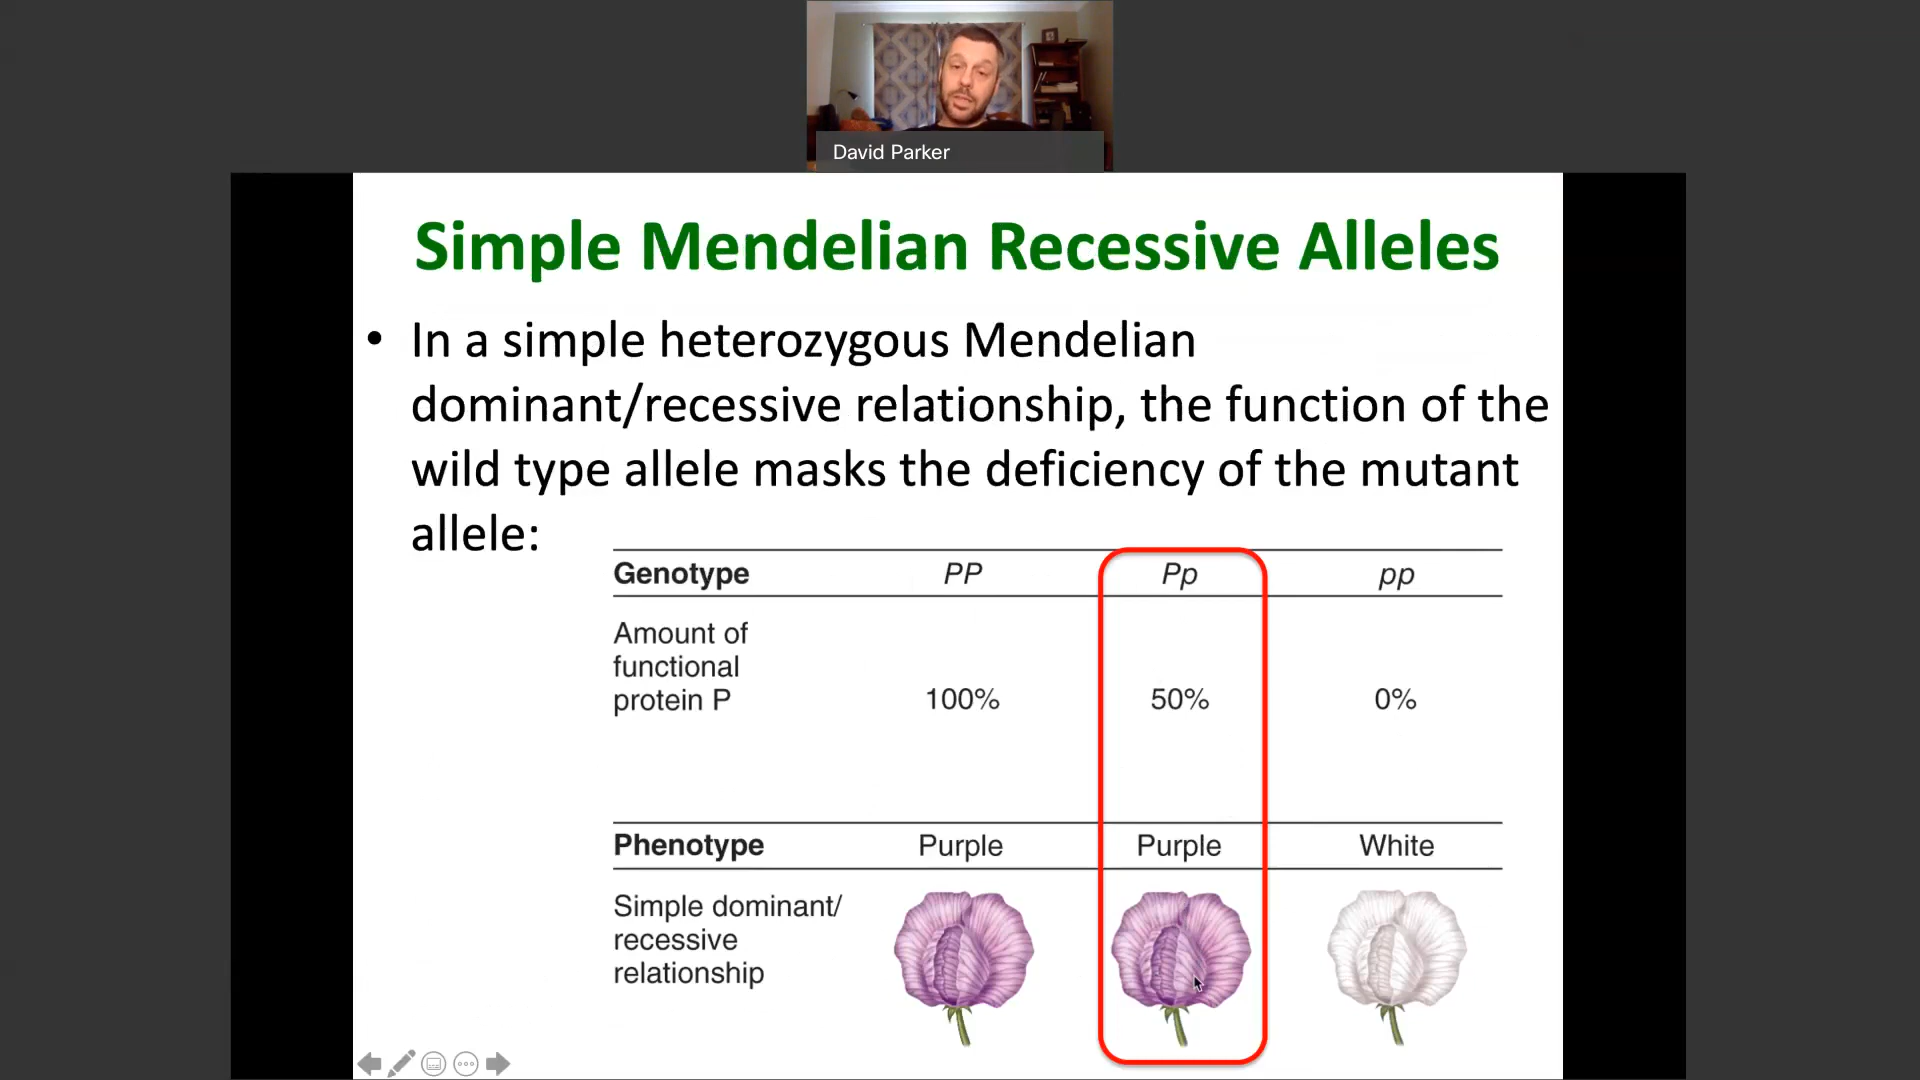 David Parker
Simple Mendelian Recessive Alleles
• In a simple heterozygous Mendelian
dominant/recessive relationship, the function of the
wild type allele masks the deficiency of the mutant
allele:
Genotype PP Pp pp
Amount of
functional
protein P 100% 50% 0%
Phenotype Purple Purple White
Simple dominant/
recessive
relationship